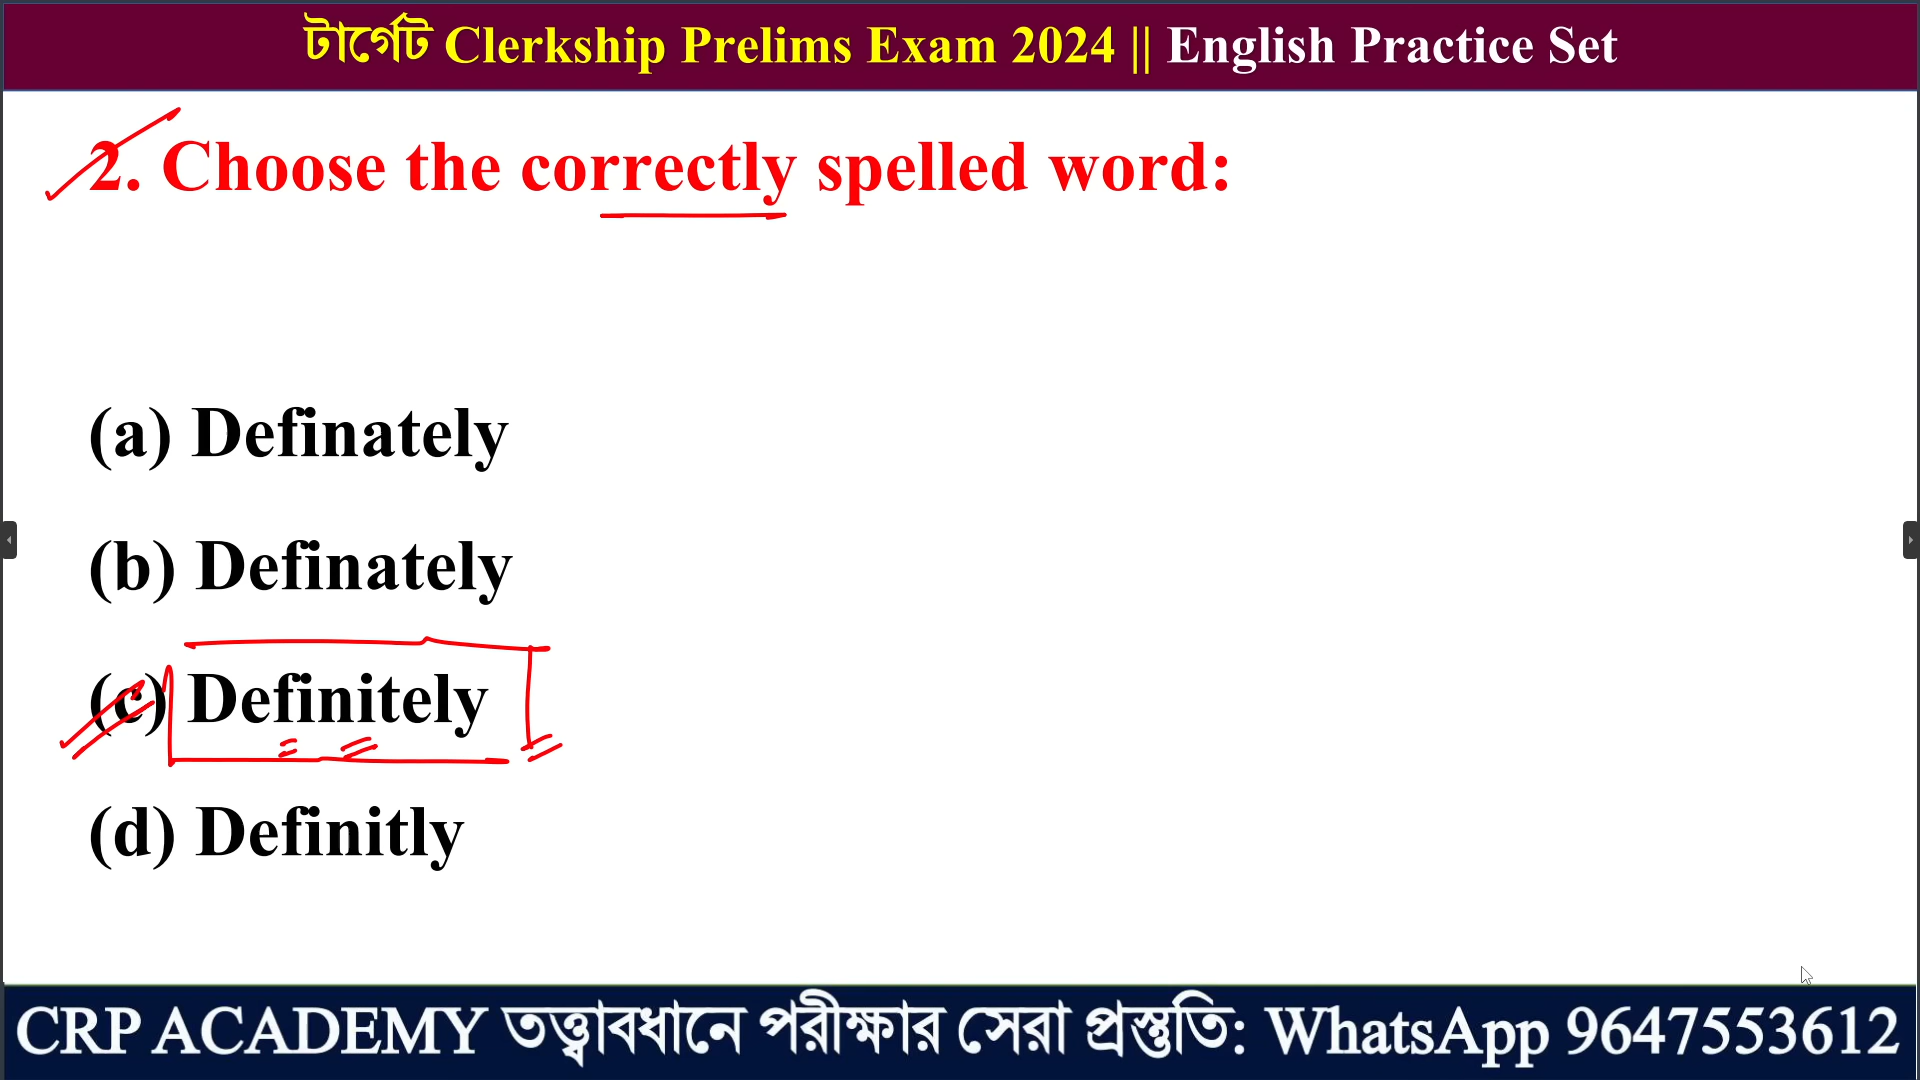 টার্গেট Clerkship Prelims Exam 2024 || English Practice Set
2. Choose the correctly spelled word:
(a) Definately
(b) Definately
(c) Definitely
(d) Definitly
CRP ACADEMY তত্ত্বাবধানে পরীক্ষার সেরা প্রস্তুতি: WhatsApp 9647553612